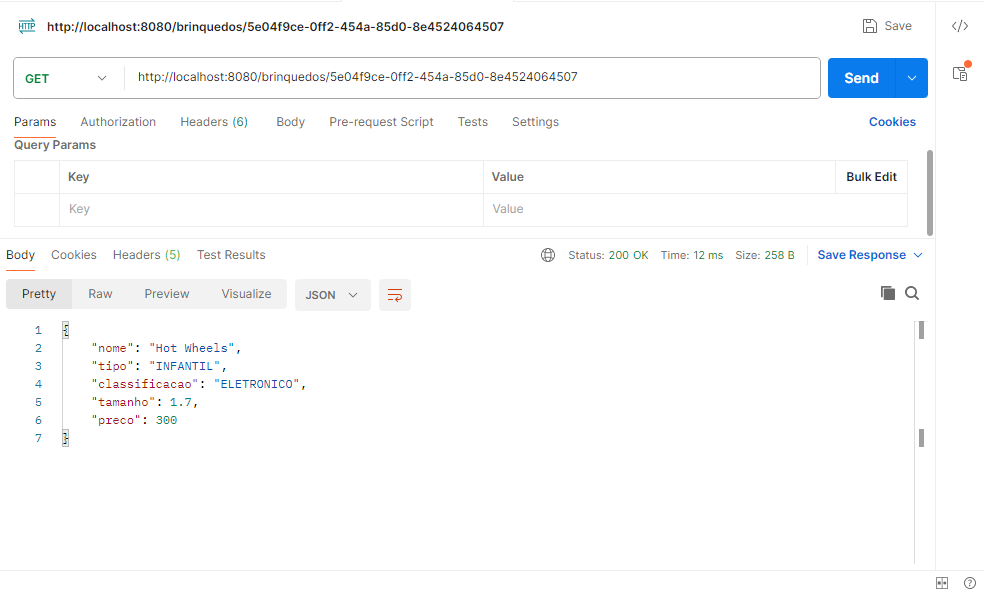 HTTP http://localhost:8080/brinquedos/5e04f9ce-0ff2-454a-85d0-8e4524064507 Save </>
GET http://localhost:8080/brinquedos/5e04f9ce-0ff2-454a-85d0-8e4524064507 Send
Params Authorization Headers (6) Body Pre-request Script Tests Settings Cookies
Query Params
Key Value Bulk Edit
Key Value
Body Cookies Headers (5) Test Results Status: 200 OK Time: 12 ms Size: 258 B Save Response
Pretty Raw Preview Visualize JSON
1 {
2 "nome": "Hot Wheels",
3 "tipo": "INFANTIL",
4 "classificacao": "ELETRONICO",
5 "tamanho": 1.7,
6 "preco": 300
7 }